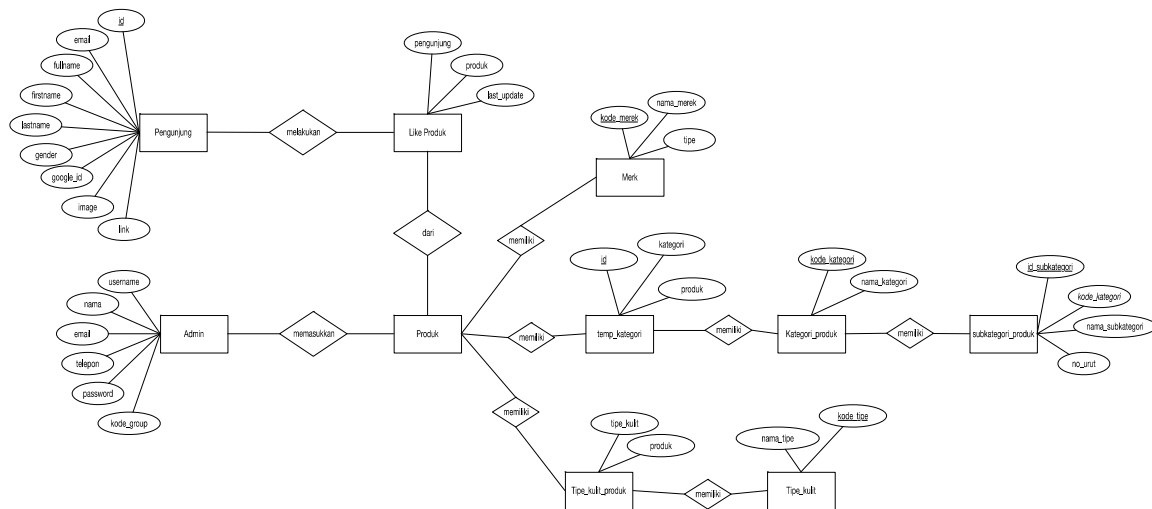 id
email
fullname
firstname
lastname
gender
google_id
image
link
Pengunjung
melakukan
pengunjung
produk
last_update
Like Produk
dari
kode_merek
nama_merek
tipe
Merk
memiliki
username
nama
email
telepon
password
kode_group
Admin
memasukkan
Produk
memiliki
id
kategori
produk
temp_kategori
memiliki
kode_kategori
nama_kategori
Kategori_produk
memiliki
id_subkategori
kode_kategori
nama_subkategori
no_urut
subkategori_produk
memiliki
tipe_kulit
produk
Tipe_kulit_produk
memiliki
nama_tipe
kode_tipe
Tipe_kulit